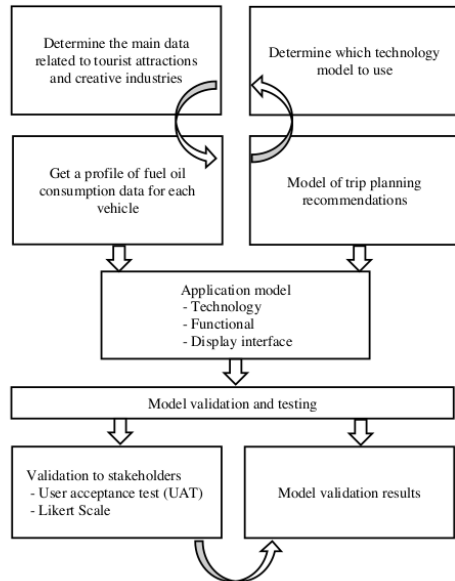 Determine the main data
related to tourist attractions
and creative industries
Determine which technology
model to use
Get a profile of fuel oil
consumption data for each
vehicle
Model of trip planning
recommendations
Application model
- Technology
- Functional
- Display interface
Model validation and testing
Validation to stakeholders
- User acceptance test (UAT)
- Likert Scale
Model validation results